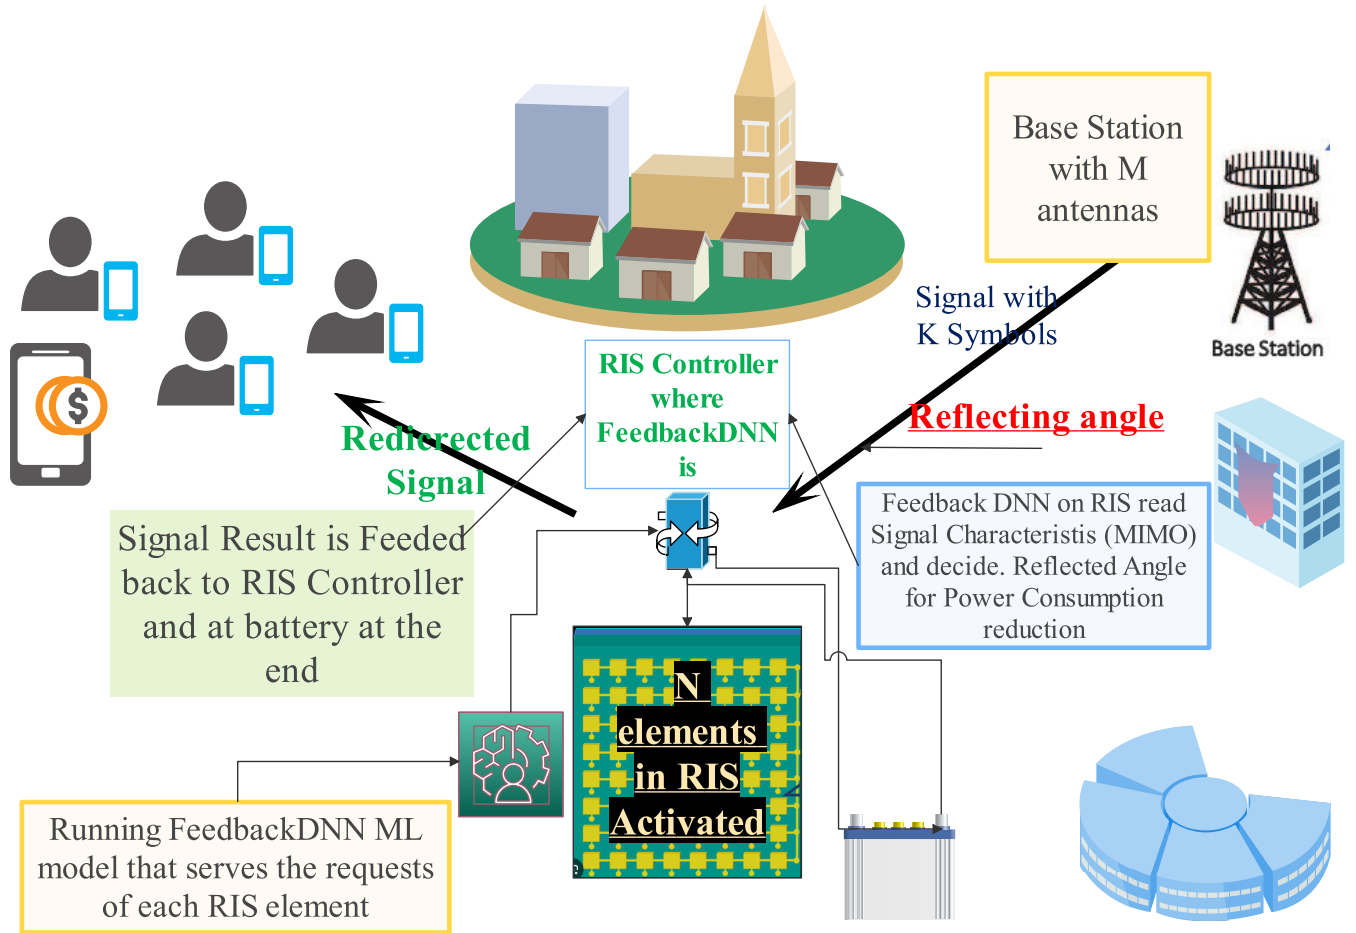 Base Station
with M
antennas
Base Station
Signal with
K Symbols
RIS Controller
where
FeedbackDNN
is
Reflecting angle
Redicrected
Signal
Feedback DNN on RIS read
Signal Characteristis (MIMO)
and decide. Reflected Angle
for Power Consumption
reduction
Signal Result is Feeded
back to RIS Controller
and at battery at the
end
N
elements
in RIS
Activated
Running FeedbackDNN ML
model that serves the requests
of each RIS element
$